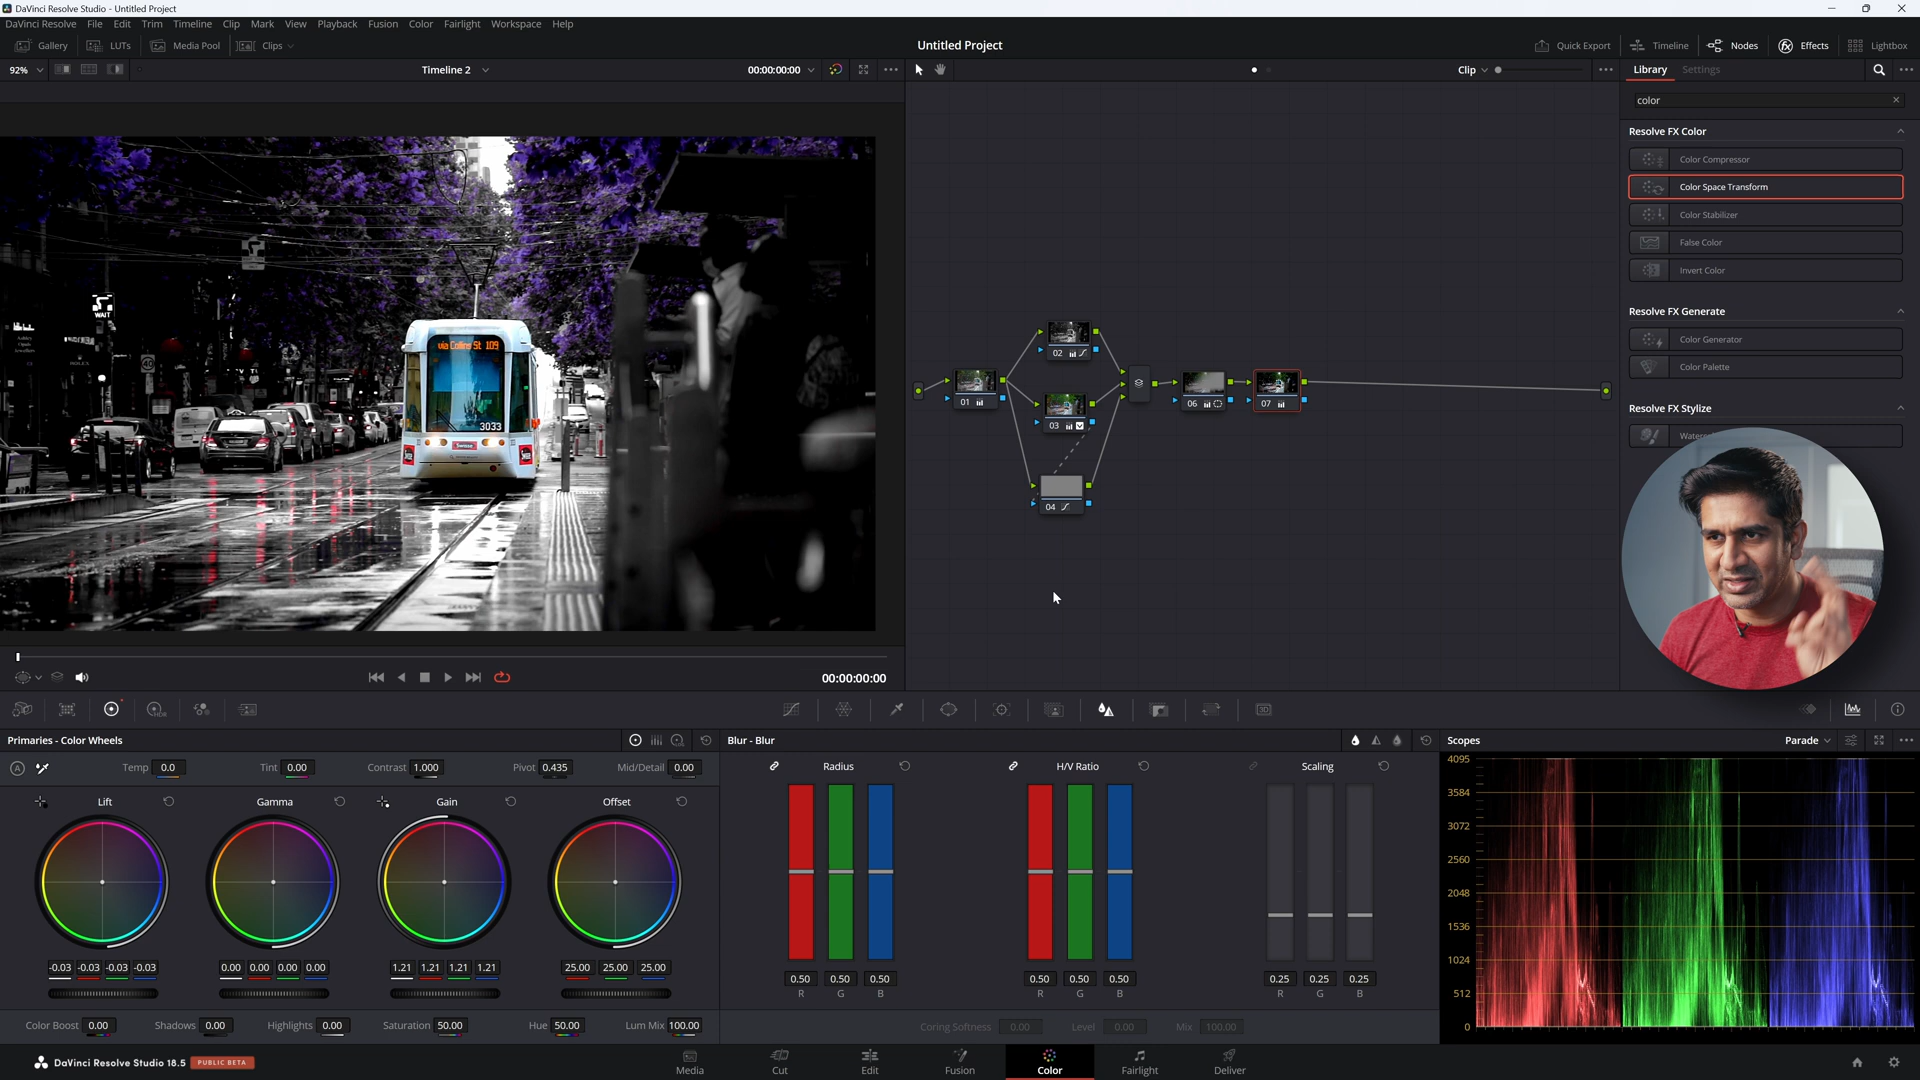 DaVinci Resolve Studio - Untitled Project
DaVinci Resolve File Edit Trim Timeline Clip Mark View Playback Fusion Color Fairlight Workspace Help
Gallery LUTs Media Pool Clips Untitled Project Quick Export Timeline Nodes Effects Lightbox
92% Timeline 2 00:00:00:00 Clip Library Settings
color
Resolve FX Color
Color Compressor
Color Space Transform
Color Stabilizer
False Color
Invert Color
Resolve FX Generate
Color Generator
Color Palette
Resolve FX Stylize
WAIT
via Collins St 109
3033
02
01
03
06
07
04
00:00:00:00
Primaries - Color Wheels
Temp 0.0 Tint 0.00 Contrast 1.000 Pivot 0.435 Mid/Detail 0.00
Lift Gamma Gain Offset
-0.03 -0.03 -0.03 -0.03 0.00 0.00 0.00 0.00 1.21 1.21 1.21 1.21 25.00 25.00 25.00
Color Boost 0.00 Shadows 0.00 Highlights 0.00 Saturation 50.00 Hue 50.00 Lum Mix 100.00
Blur - Blur
Radius H/V Ratio Scaling
0.50 0.50 0.50 0.50 0.50 0.50 0.25 0.25 0.25
R G B R G B R G B
Coring Softness 0.00 Level 0.00 Mix 100.00
Scopes Parade
4095
3584
3072
2560
2048
1536
1024
512
0
DaVinci Resolve Studio 18.5 PUBLIC BETA
Media Cut Edit Fusion Color Fairlight Deliver